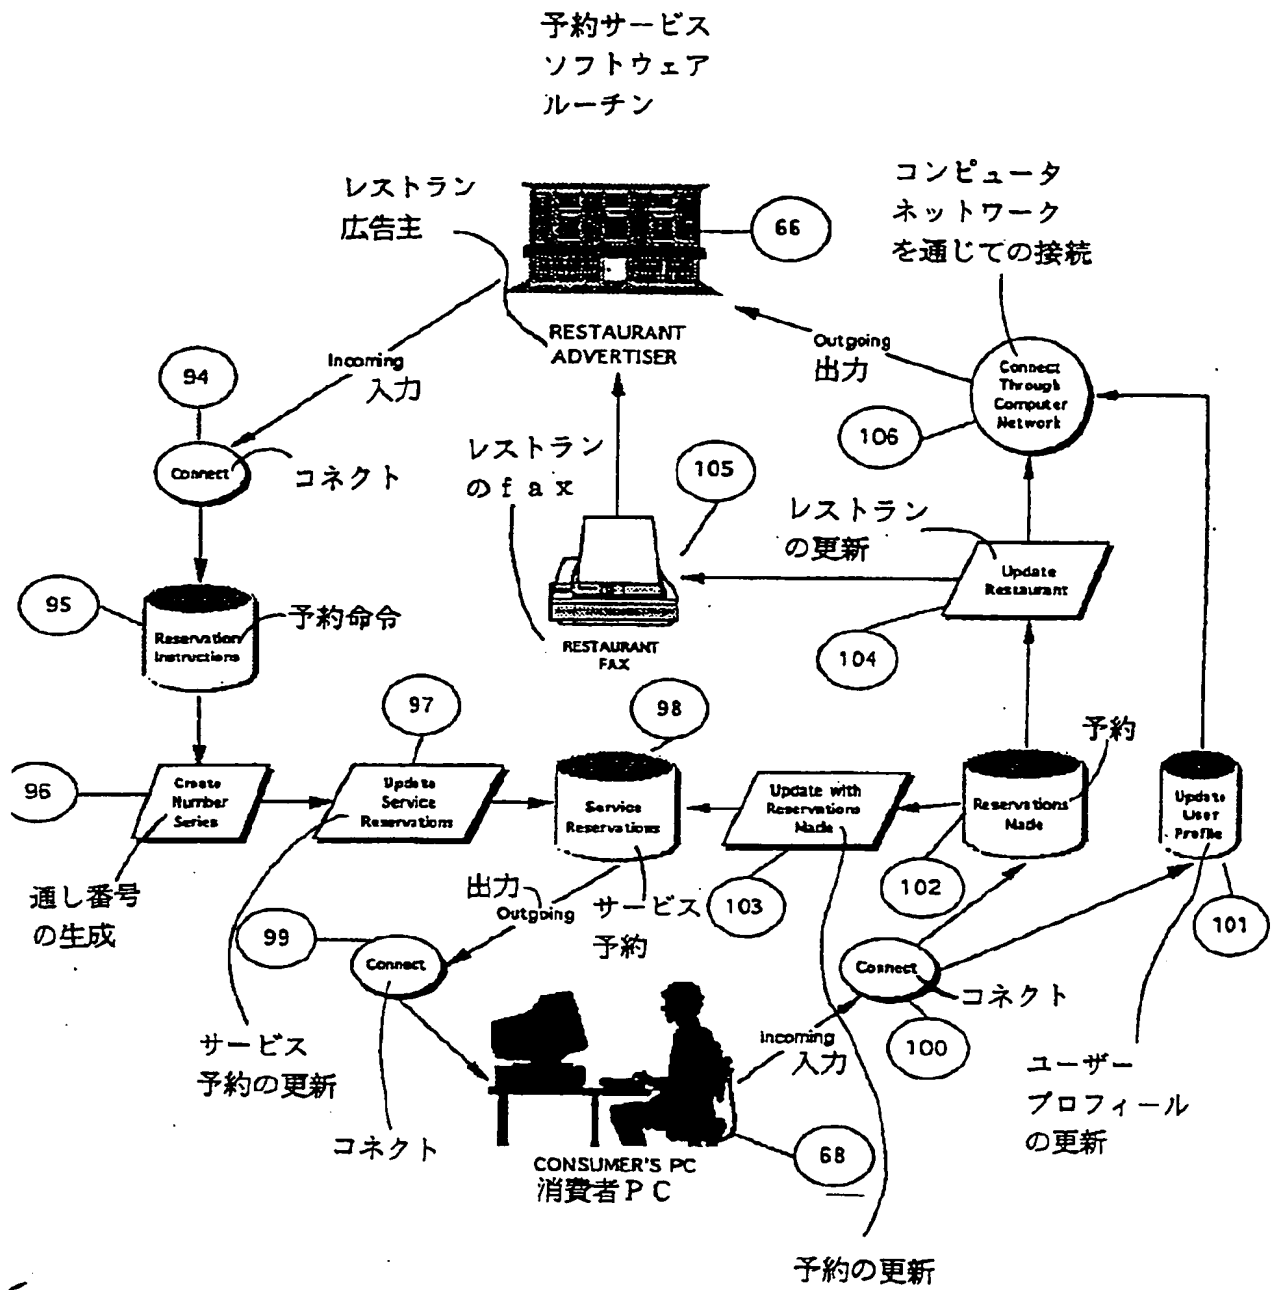 予約サービス
ソフトウェア
ルーチン
レストラン
広告主
66
コンピュータ
ネットワーク
を通じての接続
RESTAURANT
ADVERTISER
Incoming
入力
Outgoing
出力
94
Connect
コネクト
Connect
Through
Computer
Network
106
レストラン
のｆａｘ
105
レストラン
の更新
Update
Restaurant
104
RESTAURANT
FAX
95
Reservation
Instructions
予約命令
97
98
予約
96
Create
Number
Series
Update
Service
Reservations
Service
Reservations
Update with
Reservations
Made
Reservations
Made
Update
User
Profile
通し番号
の生成
出力
Outgoing
サービス
予約
103
102
101
99
Connect
Connect
コネクト
100
サービス
予約の更新
Incoming
入力
ユーザー
プロフィール
の更新
コネクト
CONSUMER'S PC
消費者ＰＣ
68
予約の更新